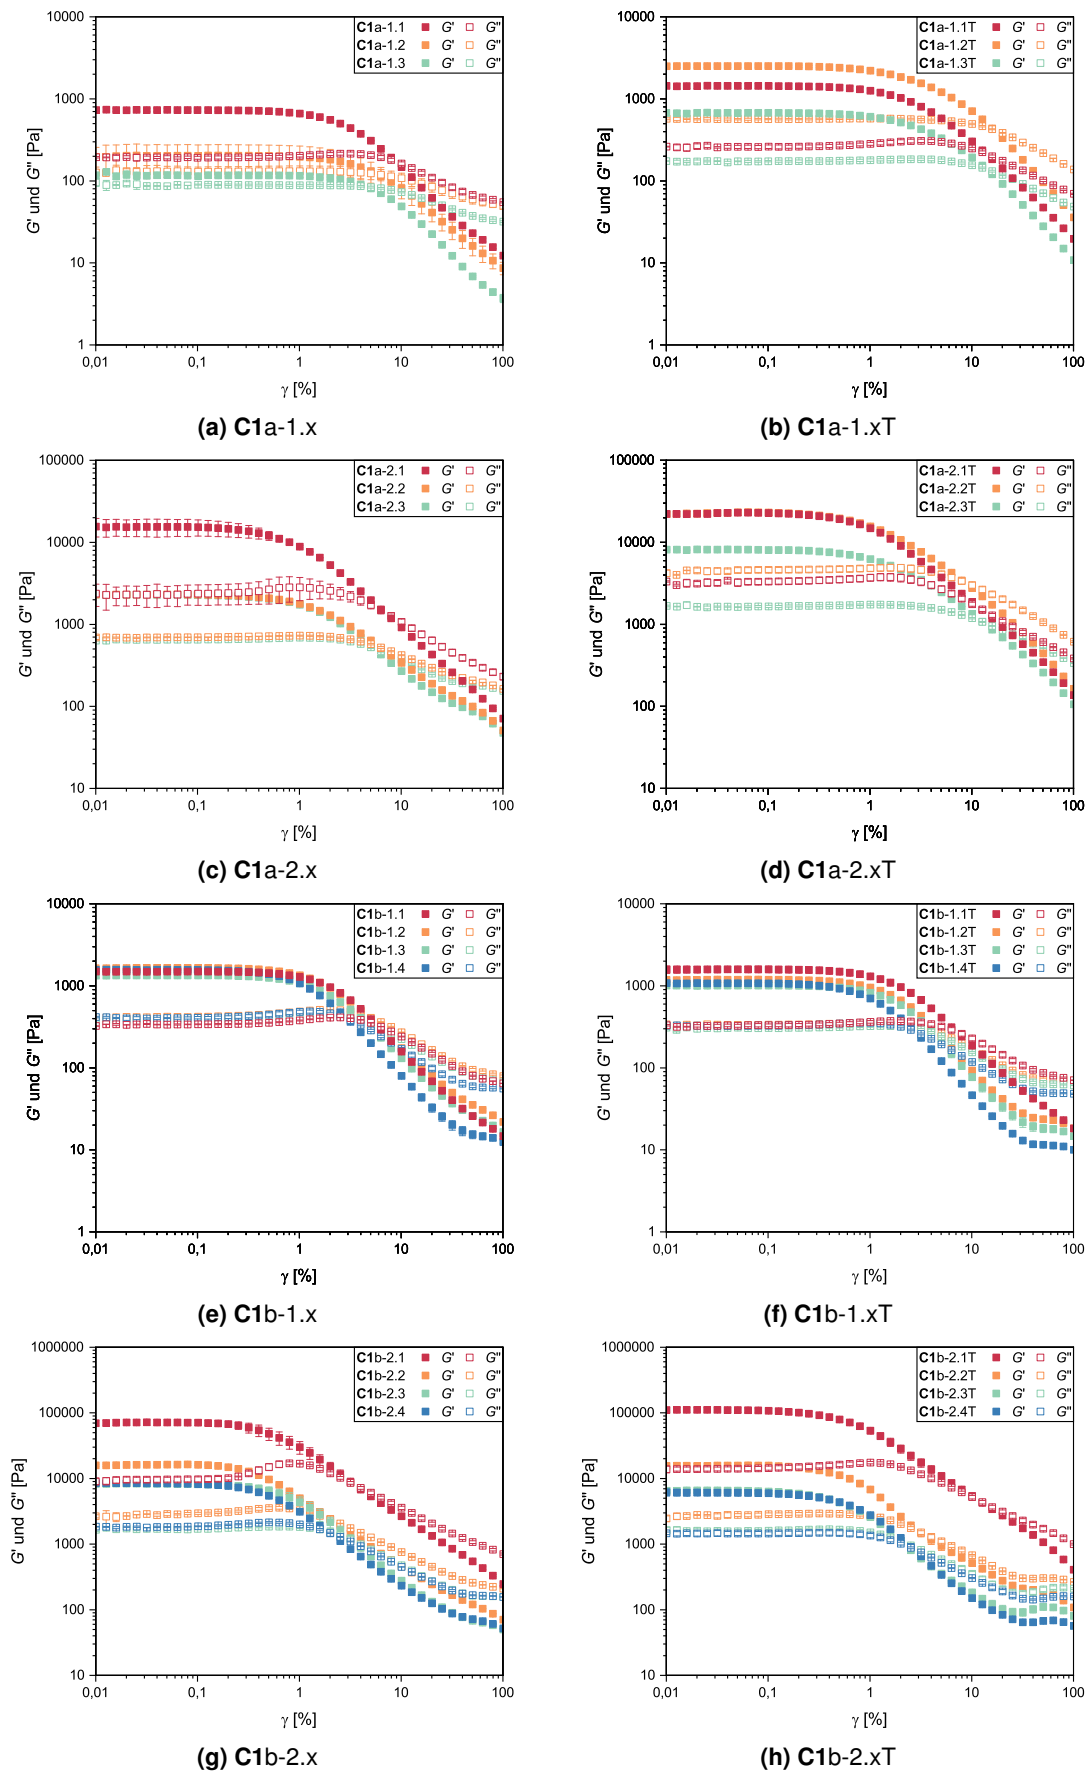 10000
1000
100
10
1
G' und G'' [Pa]
C1a-1.1 G' G''
C1a-1.2 G' G''
C1a-1.3 G' G''
0,01 0,1 1 10 100
γ [%]
(a) C1a-1.x
10000
1000
100
10
1
G' und G'' [Pa]
C1a-1.1T G' G''
C1a-1.2T G' G''
C1a-1.3T G' G''
0,01 0,1 1 10 100
γ [%]
(b) C1a-1.xT
100000
10000
1000
100
10
G' und G'' [Pa]
C1a-2.1 G' G''
C1a-2.2 G' G''
C1a-2.3 G' G''
0,01 0,1 1 10 100
γ [%]
(c) C1a-2.x
100000
10000
1000
100
10
G' und G'' [Pa]
C1a-2.1T G' G''
C1a-2.2T G' G''
C1a-2.3T G' G''
0,01 0,1 1 10 100
γ [%]
(d) C1a-2.xT
10000
1000
100
10
1
G' und G'' [Pa]
C1b-1.1 G' G''
C1b-1.2 G' G''
C1b-1.3 G' G''
C1b-1.4 G' G''
0,01 0,1 1 10 100
γ [%]
(e) C1b-1.x
10000
1000
100
10
1
G' und G'' [Pa]
C1b-1.1T G' G''
C1b-1.2T G' G''
C1b-1.3T G' G''
C1b-1.4T G' G''
0,01 0,1 1 10 100
γ [%]
(f) C1b-1.xT
1000000
100000
10000
1000
100
10
G' und G'' [Pa]
C1b-2.1 G' G''
C1b-2.2 G' G''
C1b-2.3 G' G''
C1b-2.4 G' G''
0,01 0,1 1 10 100
γ [%]
(g) C1b-2.x
1000000
100000
10000
1000
100
10
G' und G'' [Pa]
C1b-2.1T G' G''
C1b-2.2T G' G''
C1b-2.3T G' G''
C1b-2.4T G' G''
0,01 0,1 1 10 100
γ [%]
(h) C1b-2.xT